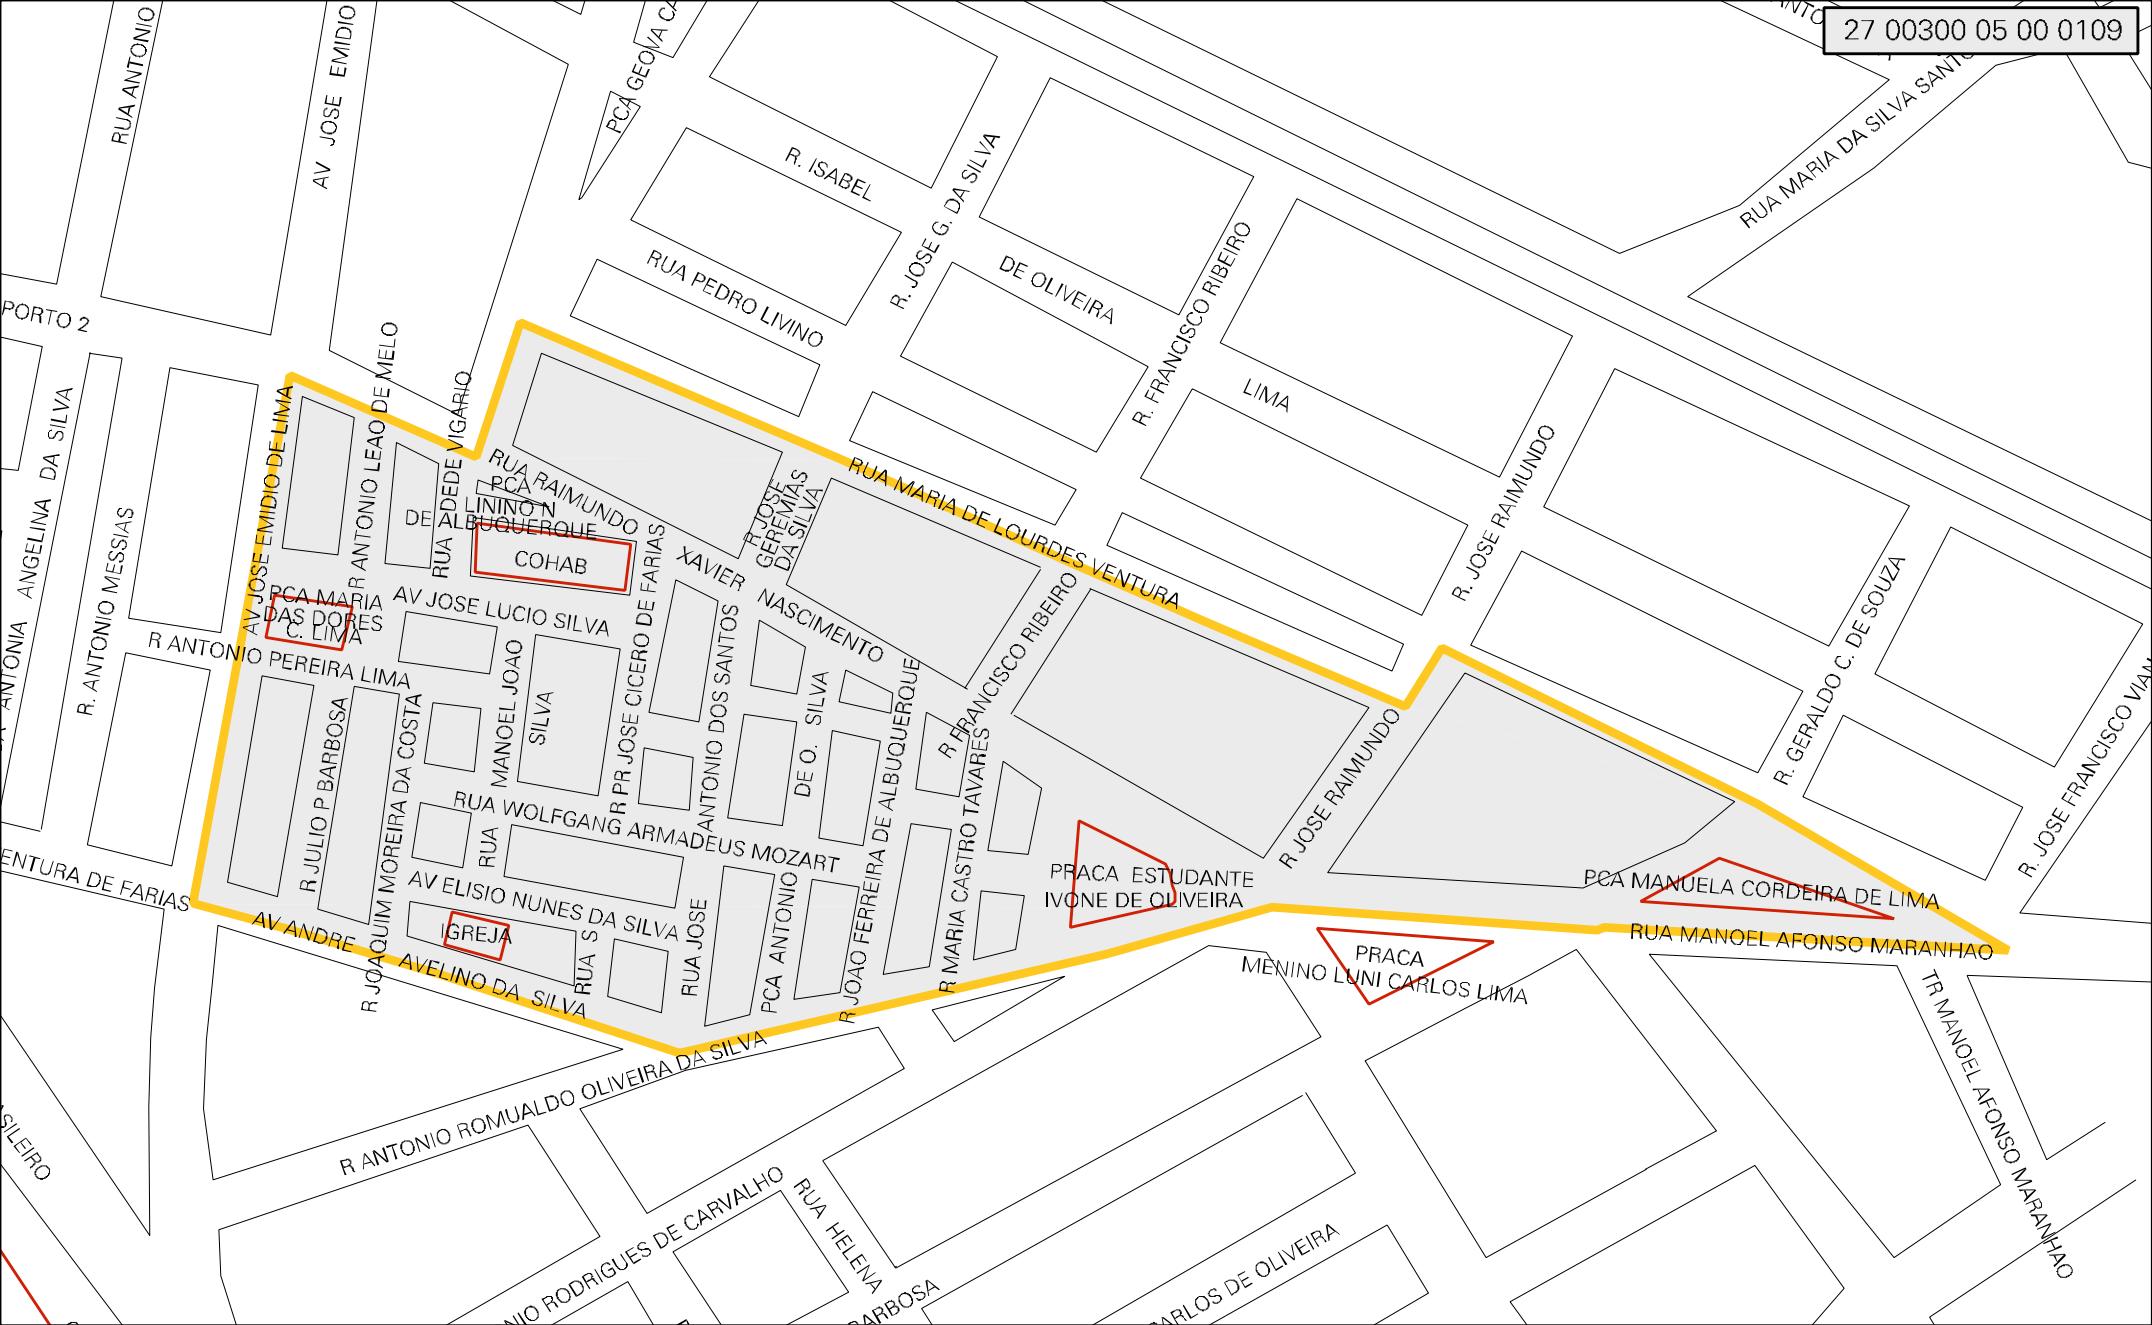 27 00300 05 00 0109
RUA ANTONIO
AV JOSE EMIDIO
PCA GEOVA
RUA MARIA DA SILVA
R. ISABEL
DE OLIVEIRA
LIMA
R. JOSE G. DA SILVA
RUA PEDRO LIVINO
R. FRANCISCO RIBEIRO
R. JOSE RAIMUNDO
R. GERALDO C. DE SOUZA
R. JOSE FRANCISCO
PORTO 2
ANTONIA ANGELINA DA SILVA
R. ANTONIO MESSIAS
AV JOSE EMIDIO DE LIMA
R ANTONIO LEAO DE MELO
RUA DEDE VIGARIO
RUA RAIMUNDO
XAVIER
NASCIMENTO
PCA
LININO N
DE ALBUQUERQUE
COHAB
R JOSE
GEREMIAS
DA SILVA
RUA MARIA DE LOURDES VENTURA
PCA MARIA
DAS DORES
C. LIMA
AV JOSE LUCIO SILVA
R ANTONIO PEREIRA LIMA
R JULIO P BARBOSA
R JOAQUIM MOREIRA DA COSTA
RUA MANOEL JOAO
SILVA
R PR JOSE CICERO DE FARIAS
ANTONIO DOS SANTOS
DE O. SILVA
R JOAO FERREIRA DE ALBUQUERQUE
R MARIA CASTRO TAVARES
R FRANCISCO RIBEIRO
R JOSE RAIMUNDO
RUA WOLFGANG ARMADEUS MOZART
AV ELISIO NUNES DA SILVA
IGREJA
RUA S
RUA JOSE
PCA ANTONIO
PRACA ESTUDANTE
IVONE DE OLIVEIRA
PCA MANUELA CORDEIRA DE LIMA
RUA MANOEL AFONSO MARANHAO
PRACA
MENINO LUNI CARLOS LIMA
TR MANOEL AFONSO MARANHAO
ENTURA DE FARIAS
AV ANDRE
AVELINO DA SILVA
R ANTONIO ROMUALDO OLIVEIRA DA SILVA
SILEIRO
NIO RODRIGUES DE CARVALHO
RUA HELENA
BARBOSA
CARLOS DE OLIVEIRA